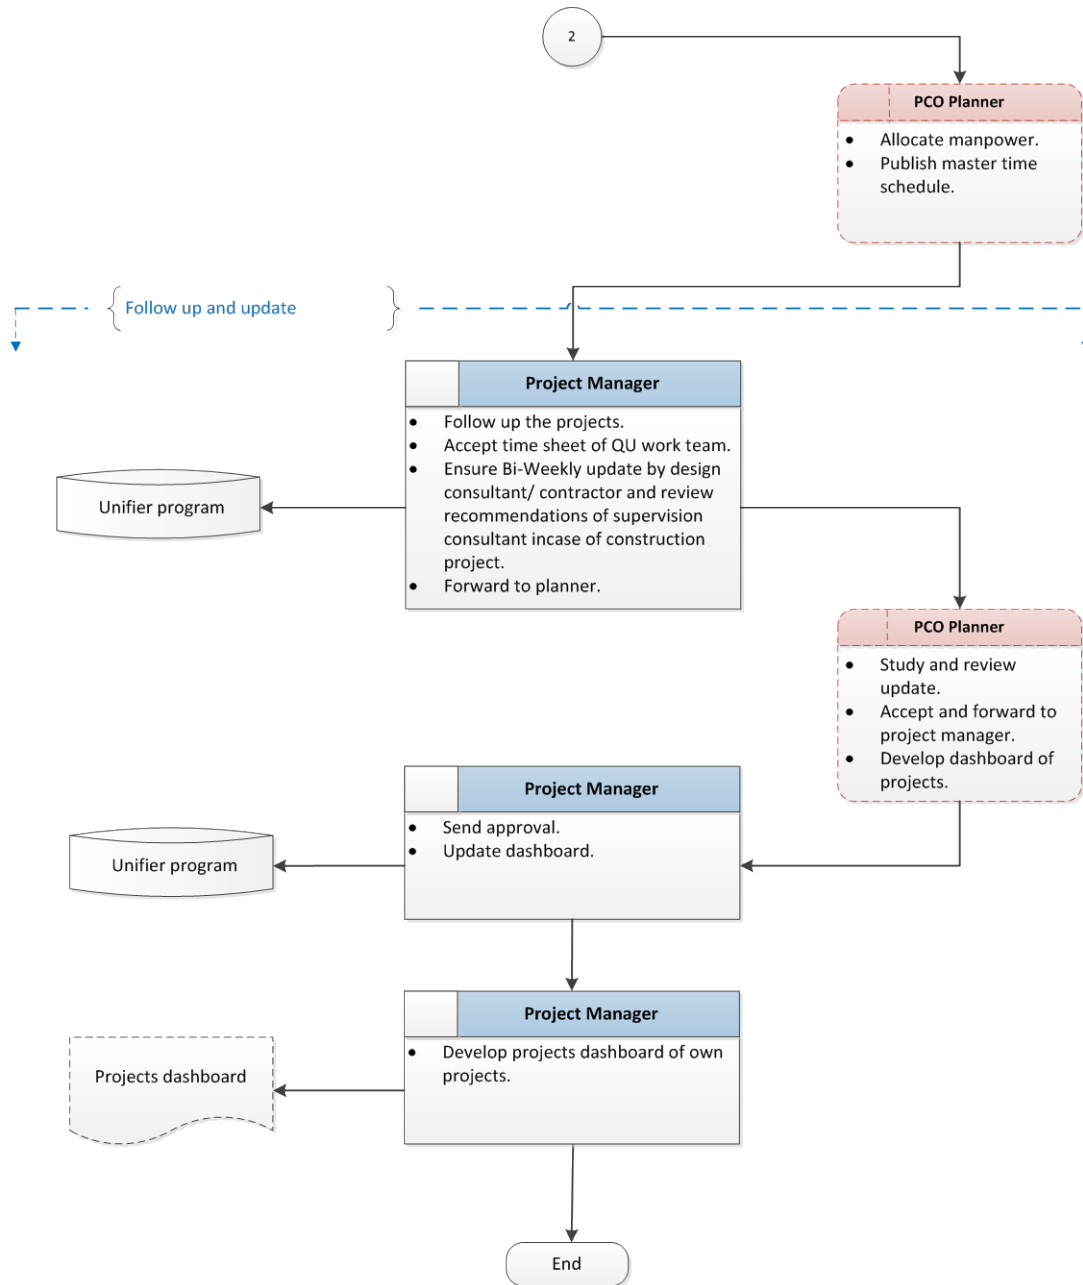 2
PCO Planner
• Allocate manpower.
• Publish master time
schedule.
Follow up and update
Project Manager
• Follow up the projects.
• Accept time sheet of QU work team.
• Ensure Bi-Weekly update by design
consultant/ contractor and review
recommendations of supervision
consultant incase of construction
project.
• Forward to planner.
Unifier program
PCO Planner
• Study and review
update.
• Accept and forward to
project manager.
• Develop dashboard of
projects.
Project Manager
• Send approval.
• Update dashboard.
Unifier program
Project Manager
• Develop projects dashboard of own
projects.
Projects dashboard
End